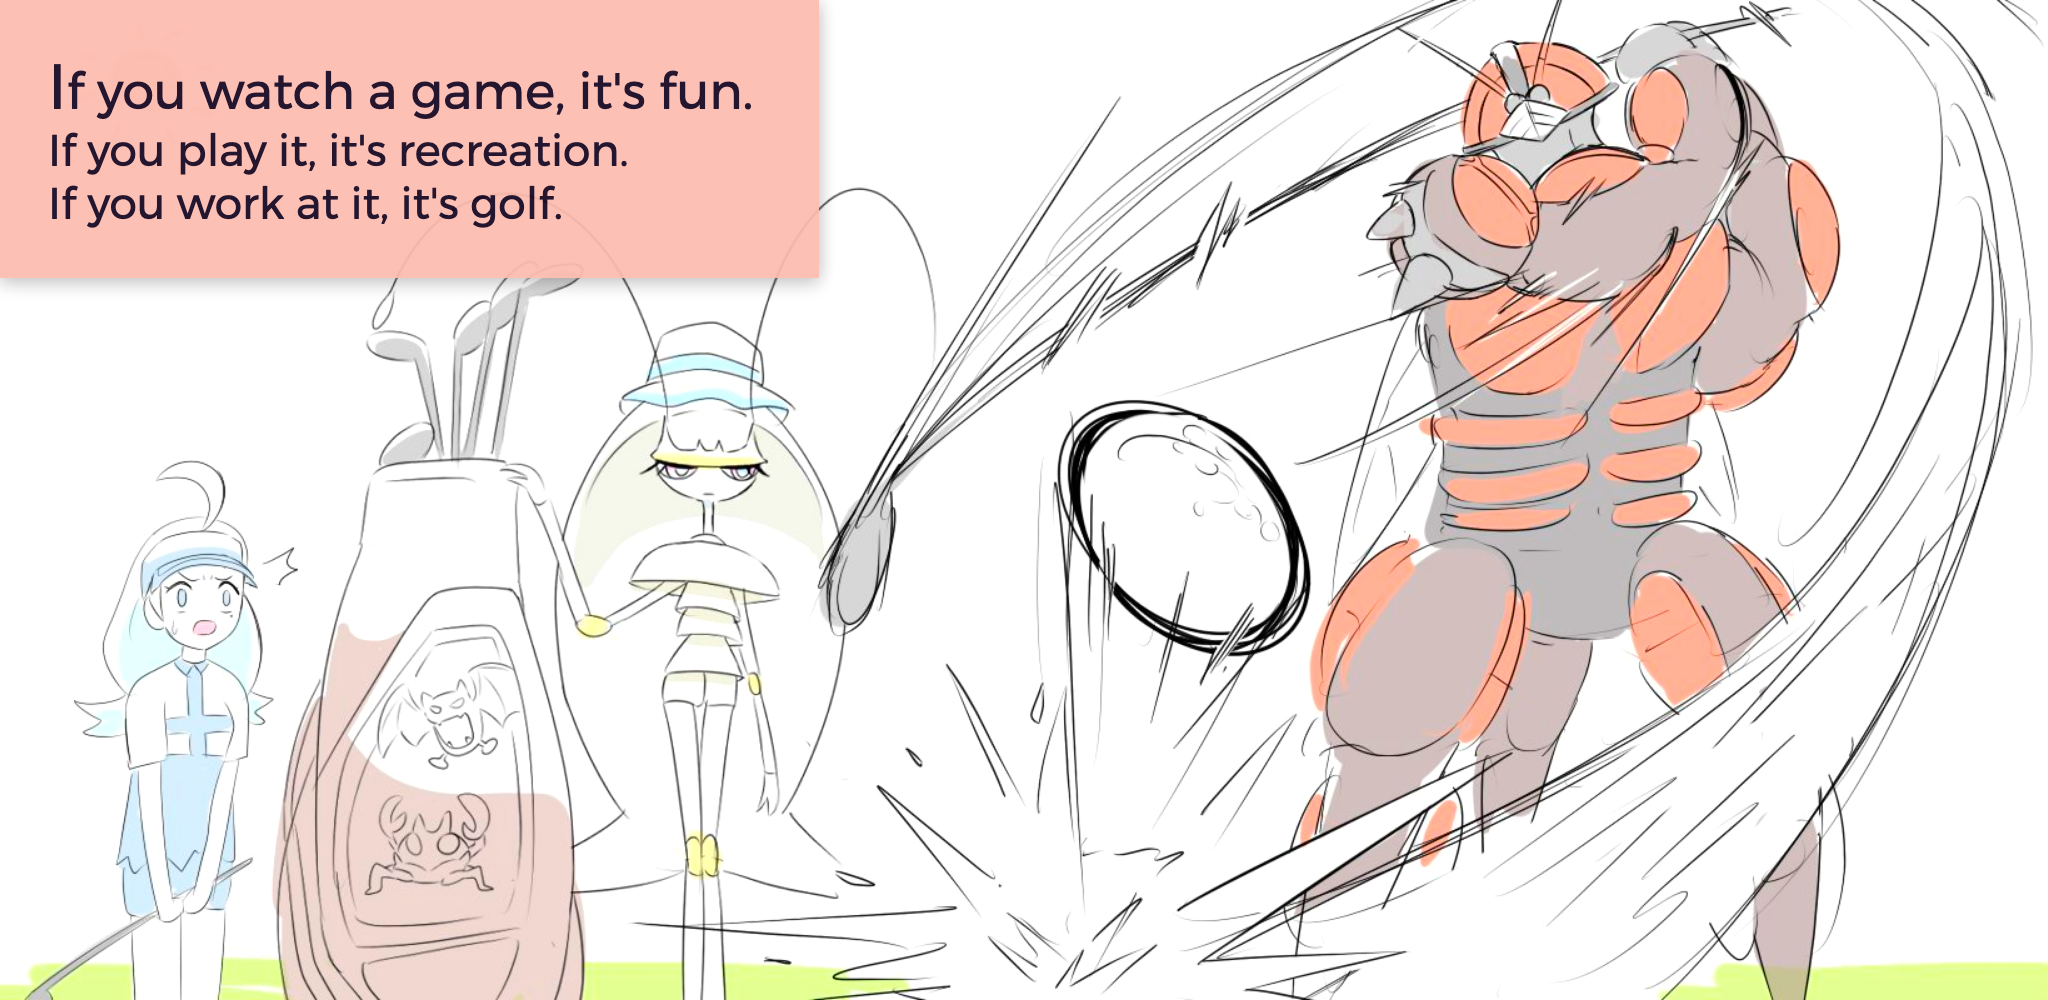 If you watch a game, it's fun.
If you play it, it's recreation.
If you work at it, it's golf.